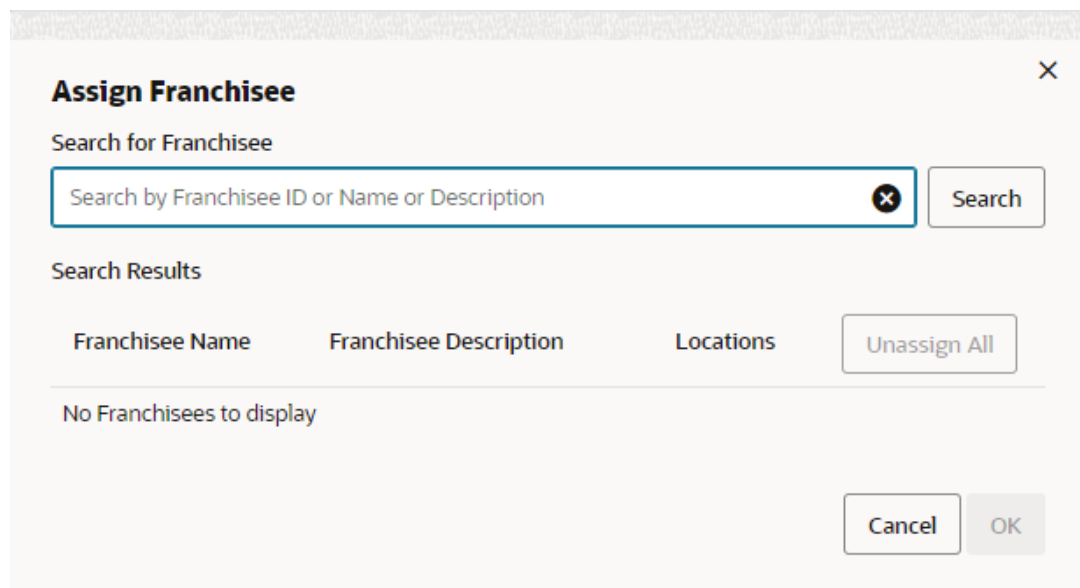 Assign Franchisee
Search for Franchisee
Search by Franchisee ID or Name or Description
Search
Search Results
Franchisee Name Franchisee Description Locations Unassign All
No Franchisees to display
Cancel OK